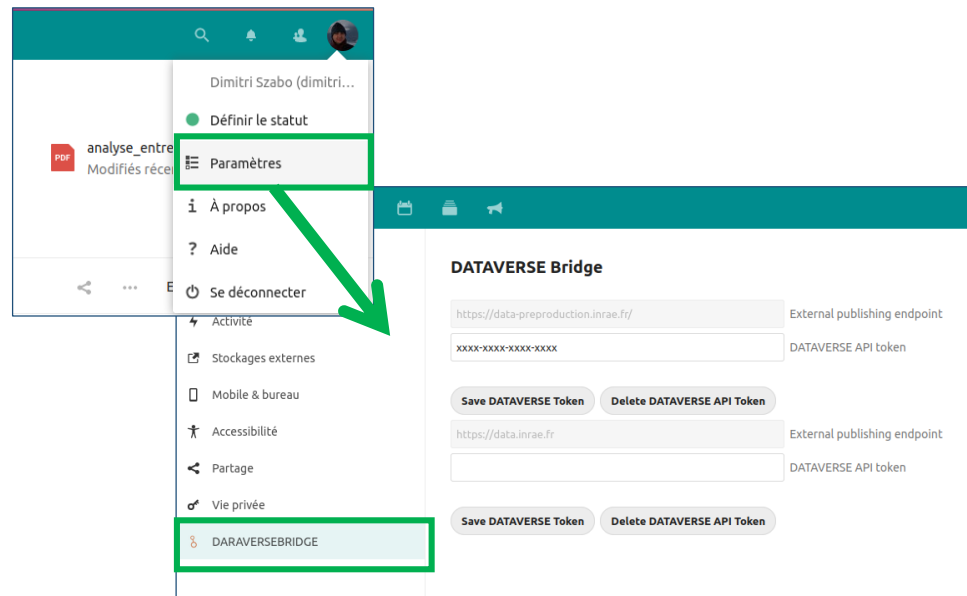 Dimitri Szabo (dimitri…
Définir le statut
PDF
analyse_entre
Modifiés réce
Paramètres
À propos
Aide
Se déconnecter
Activité
Stockages externes
Mobile & bureau
Accessibilité
Partage
Vie privée
DARAVERSEBRIDGE
DATAVERSE Bridge
https://data-preproduction.inrae.fr/ External publishing endpoint
xxxx-xxxx-xxxx-xxxx DATAVERSE API token
Save DATAVERSE Token Delete DATAVERSE API Token
https://data.inrae.fr External publishing endpoint
DATAVERSE API token
Save DATAVERSE Token Delete DATAVERSE API Token